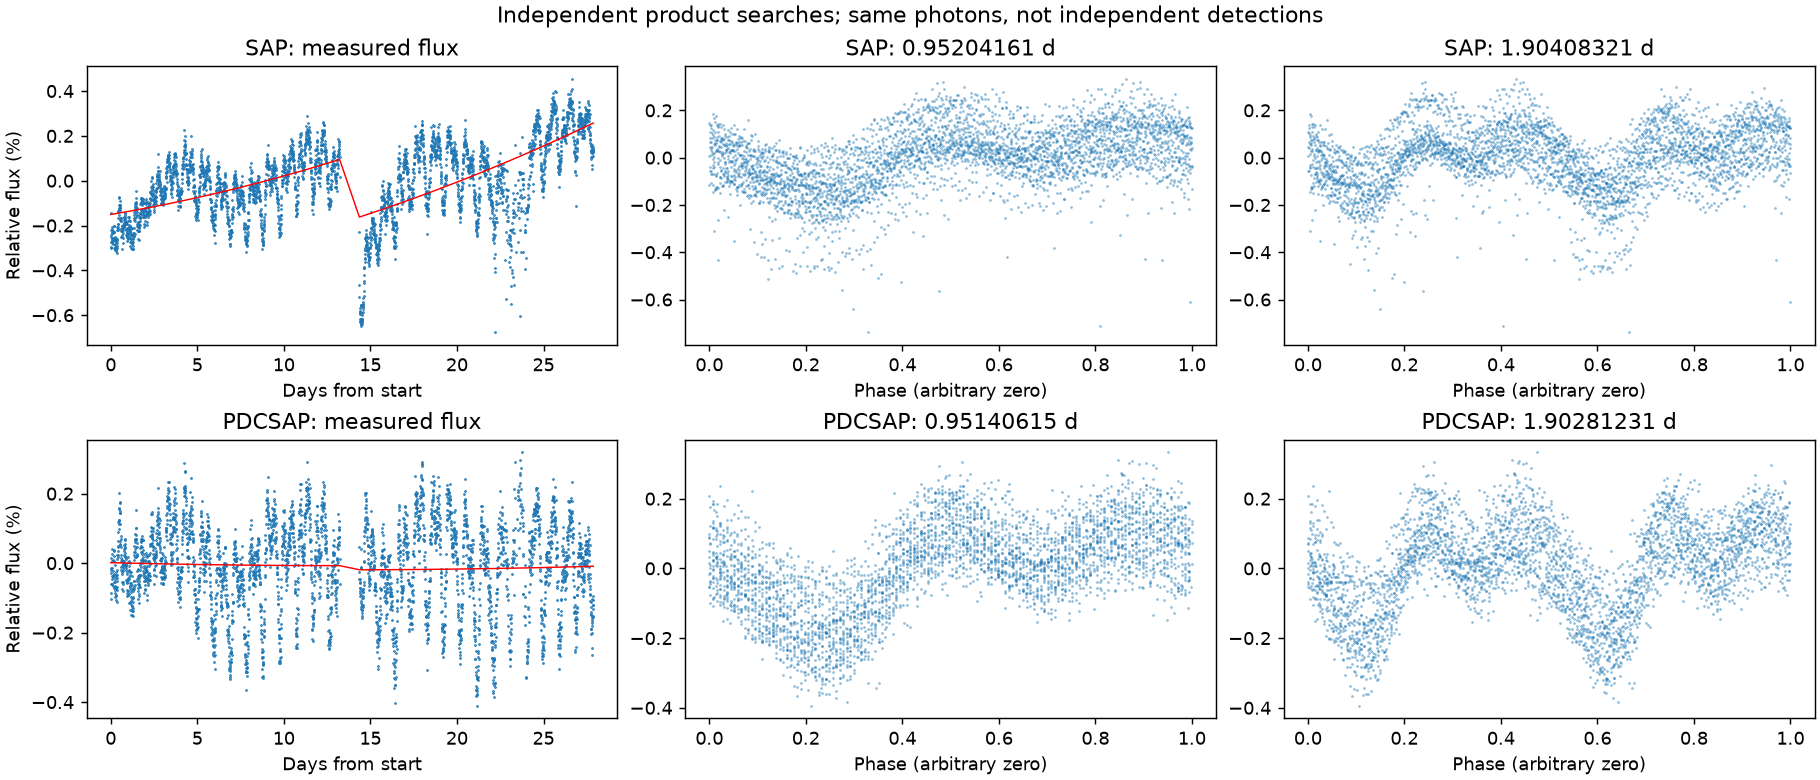 Independent product searches; same photons, not independent detections
SAP: measured flux
SAP: 0.95204161 d
SAP: 1.90408321 d
Relative flux (%)
0.4
0.2
0.0
−0.2
−0.4
−0.6
0 5 10 15 20 25
Days from start
0.2
0.0
−0.2
−0.4
−0.6
0.0 0.2 0.4 0.6 0.8 1.0
Phase (arbitrary zero)
0.2
0.0
−0.2
−0.4
−0.6
0.0 0.2 0.4 0.6 0.8 1.0
Phase (arbitrary zero)
PDCSAP: measured flux
PDCSAP: 0.95140615 d
PDCSAP: 1.90281231 d
Relative flux (%)
0.2
0.0
−0.2
−0.4
0 5 10 15 20 25
Days from start
0.2
0.0
−0.2
−0.4
0.0 0.2 0.4 0.6 0.8 1.0
Phase (arbitrary zero)
0.2
0.0
−0.2
−0.4
0.0 0.2 0.4 0.6 0.8 1.0
Phase (arbitrary zero)